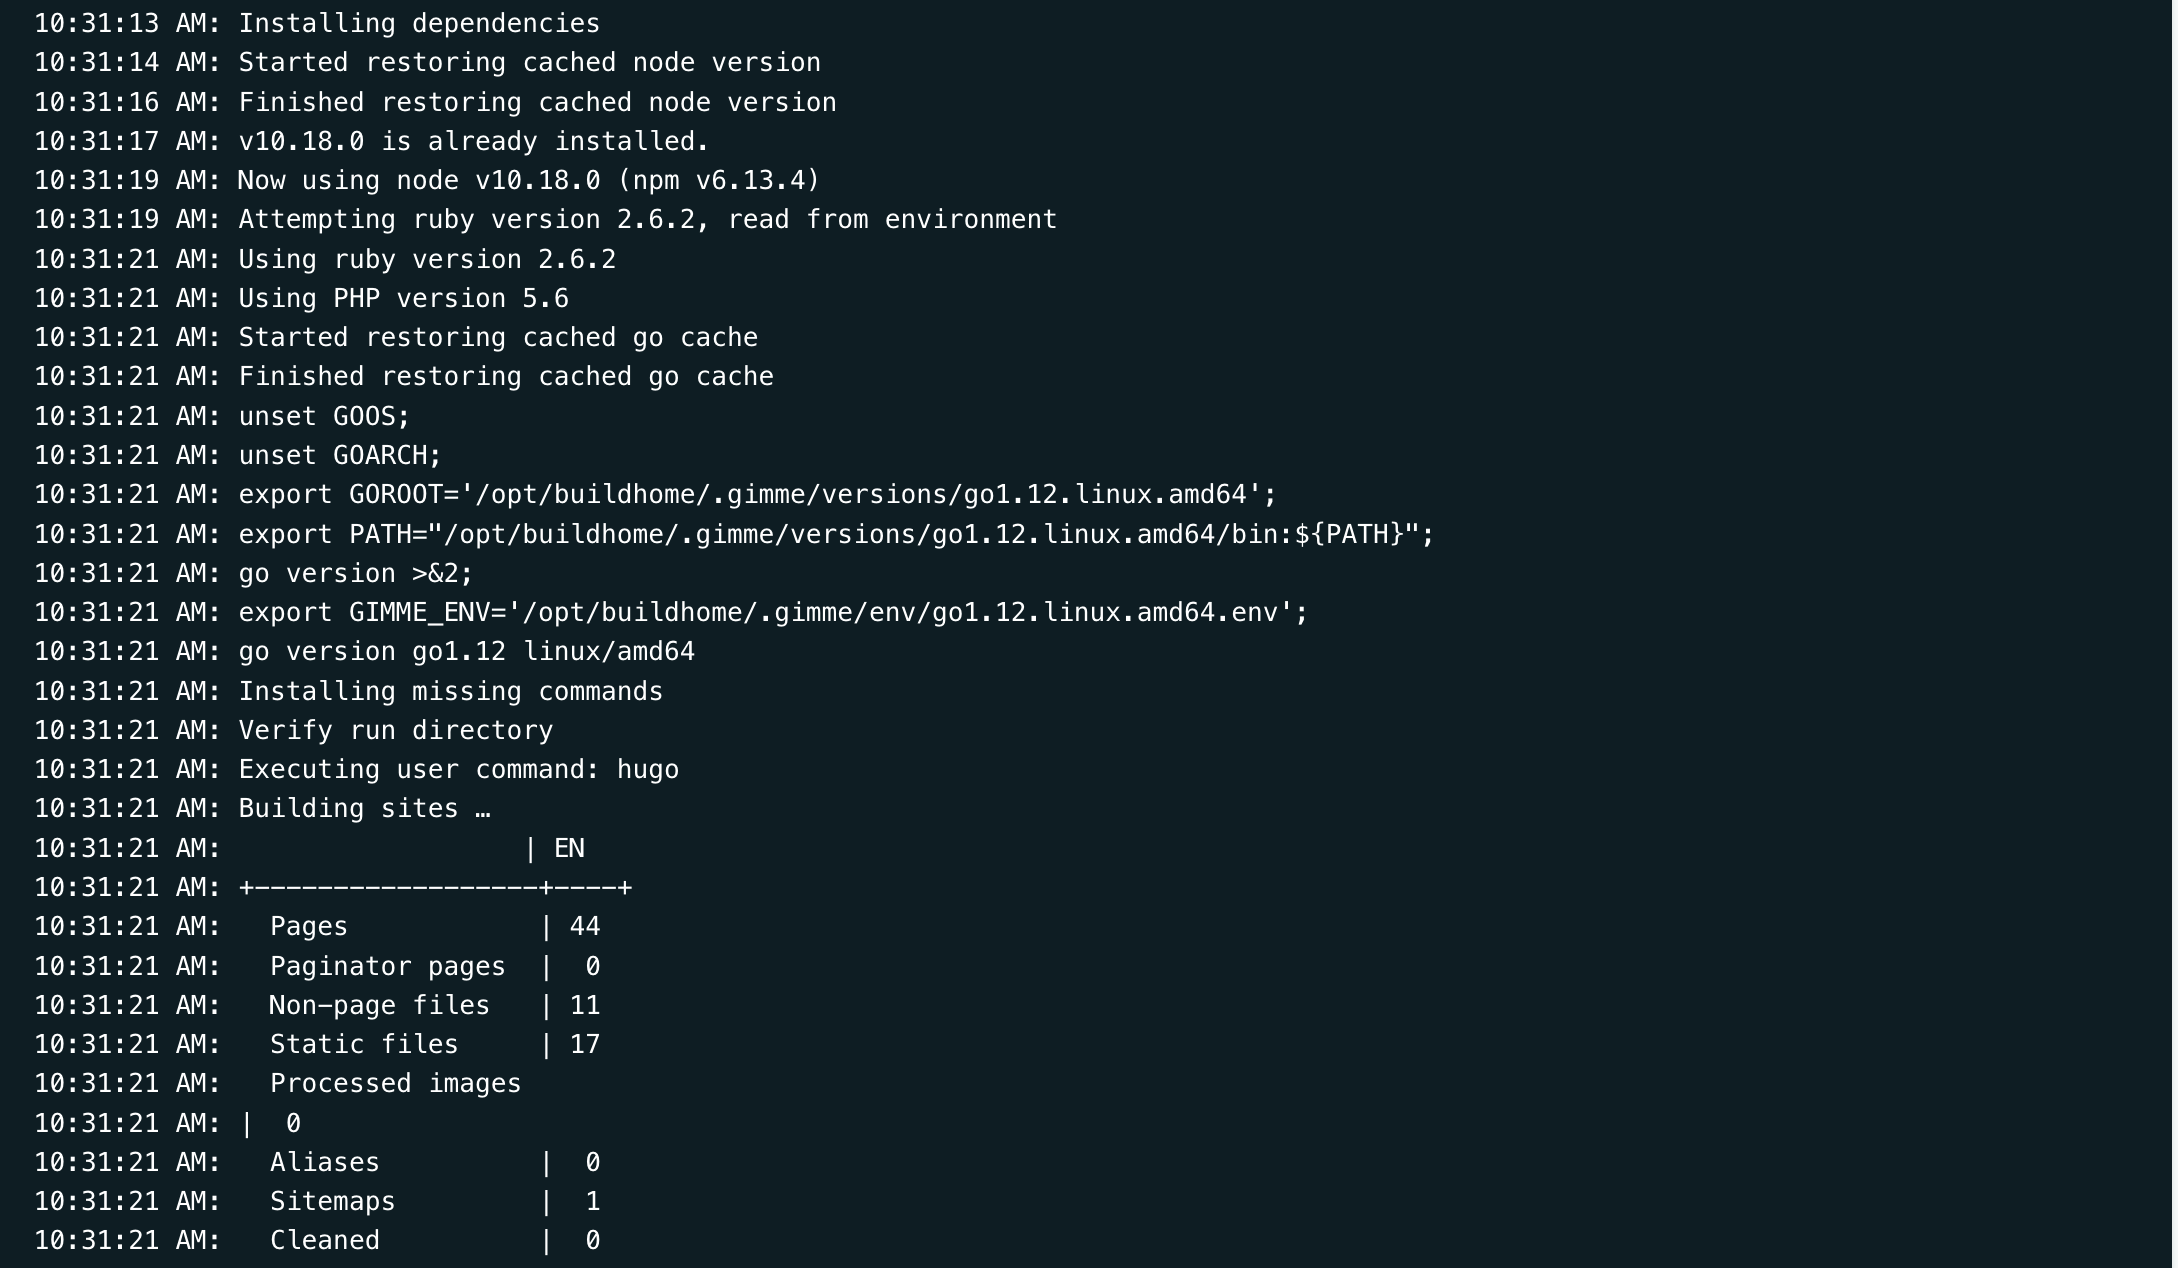 10:31:13 AM: Installing dependencies
10:31:14 AM: Started restoring cached node version
10:31:16 AM: Finished restoring cached node version
10:31:17 AM: v10.18.0 is already installed.
10:31:19 AM: Now using node v10.18.0 (npm v6.13.4)
10:31:19 AM: Attempting ruby version 2.6.2, read from environment
10:31:21 AM: Using ruby version 2.6.2
10:31:21 AM: Using PHP version 5.6
10:31:21 AM: Started restoring cached go cache
10:31:21 AM: Finished restoring cached go cache
10:31:21 AM: unset GOOS;
10:31:21 AM: unset GOARCH;
10:31:21 AM: export GOROOT='/opt/buildhome/.gimme/versions/go1.12.linux.amd64';
10:31:21 AM: export PATH="/opt/buildhome/.gimme/versions/go1.12.linux.amd64/bin:${PATH}";
10:31:21 AM: go version >&2;
10:31:21 AM: export GIMME_ENV='/opt/buildhome/.gimme/env/go1.12.linux.amd64.env';
10:31:21 AM: go version go1.12 linux/amd64
10:31:21 AM: Installing missing commands
10:31:21 AM: Verify run directory
10:31:21 AM: Executing user command: hugo
10:31:21 AM: Building sites …
10:31:21 AM:                    | EN
10:31:21 AM: +------------------+----+
10:31:21 AM:   Pages            | 44
10:31:21 AM:   Paginator pages  |  0
10:31:21 AM:   Non-page files   | 11
10:31:21 AM:   Static files     | 17
10:31:21 AM:   Processed images
10:31:21 AM: |  0
10:31:21 AM:   Aliases          |  0
10:31:21 AM:   Sitemaps         |  1
10:31:21 AM:   Cleaned          |  0